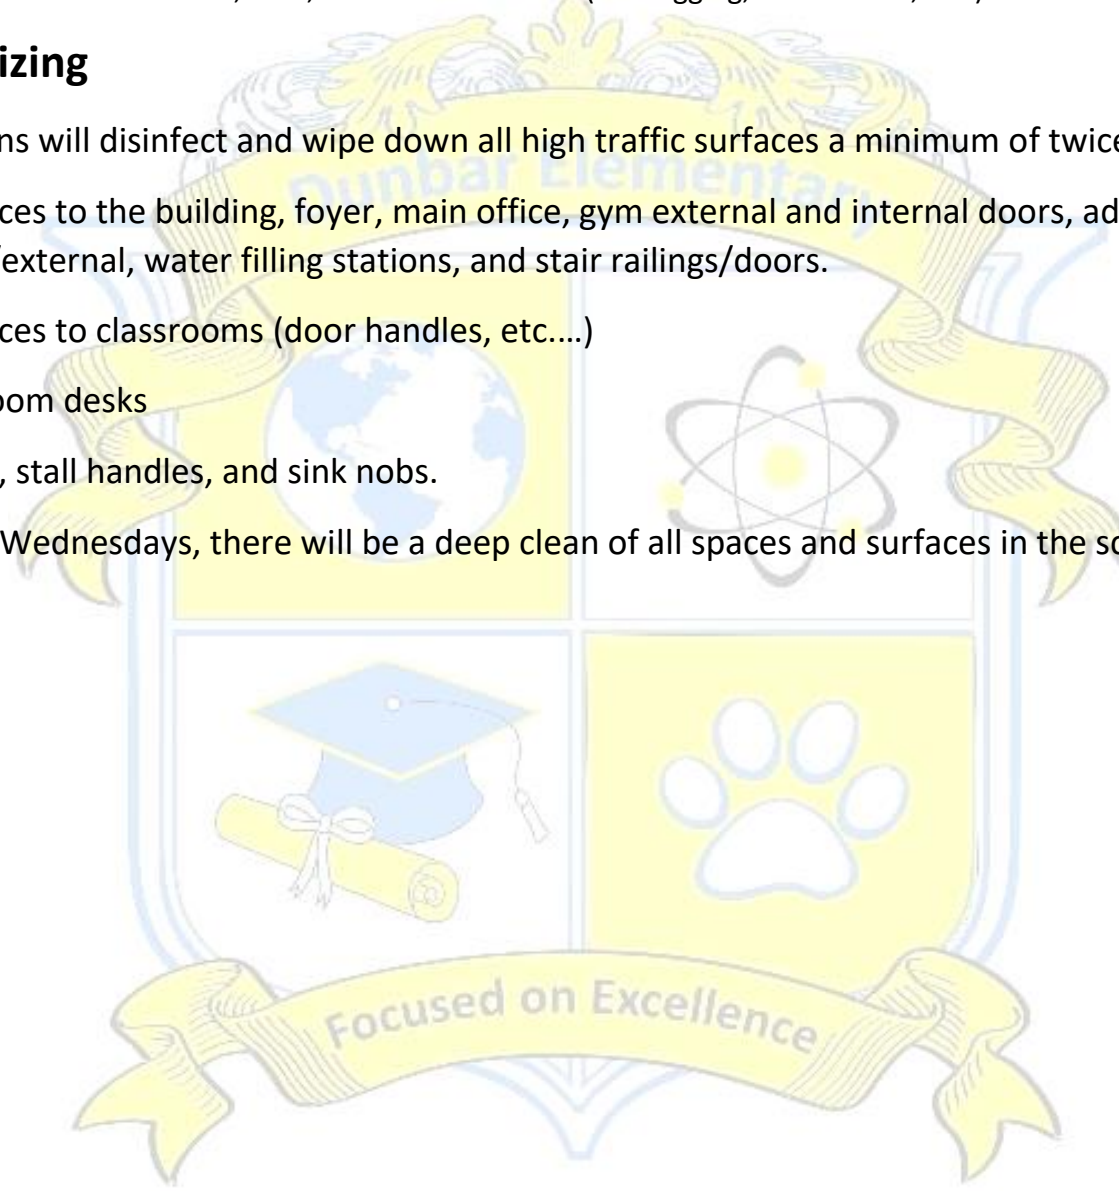 izing
ns will disinfect and wipe down all high traffic surfaces a minimum of twice
Dunbar Elementary
ces to the building, foyer, main office, gym external and internal doors, ad
/external, water filling stations, and stair railings/doors.
ces to classrooms (door handles, etc.…)
oom desks
, stall handles, and sink nobs.
Wednesdays, there will be a deep clean of all spaces and surfaces in the sc
Focused on Excellence